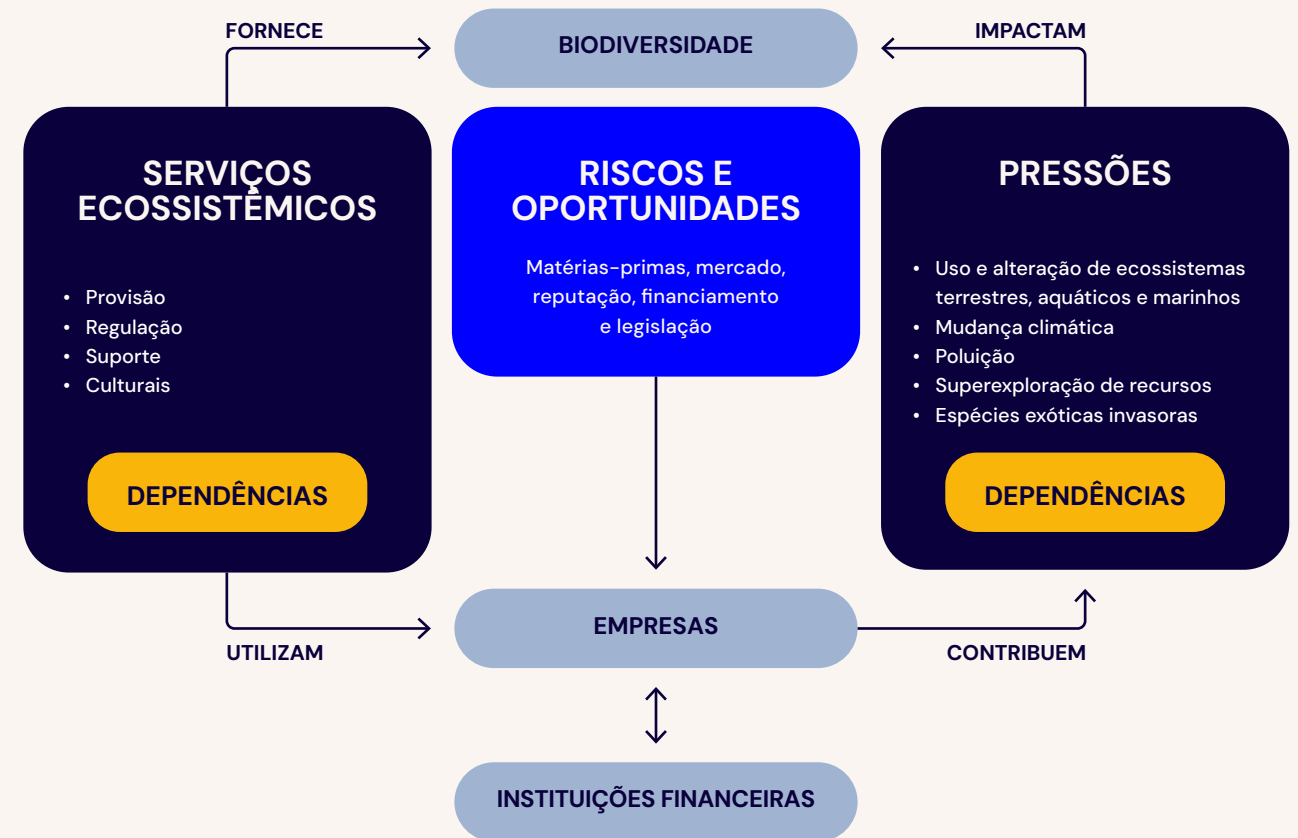 FORNECE
BIODIVERSIDADE
IMPACTAM
SERVIÇOS
ECOSSISTÊMICOS
• Provisão
• Regulação
• Suporte
• Culturais
DEPENDÊNCIAS
RISCOS E
OPORTUNIDADES
Matérias-primas, mercado,
reputação, financiamento
e legislação
PRESSÕES
• Uso e alteração de ecossistemas
terrestres, aquáticos e marinhos
• Mudança climática
• Poluição
• Superexploração de recursos
• Espécies exóticas invasoras
DEPENDÊNCIAS
UTILIZAM
EMPRESAS
CONTRIBUEM
INSTITUIÇÕES FINANCEIRAS